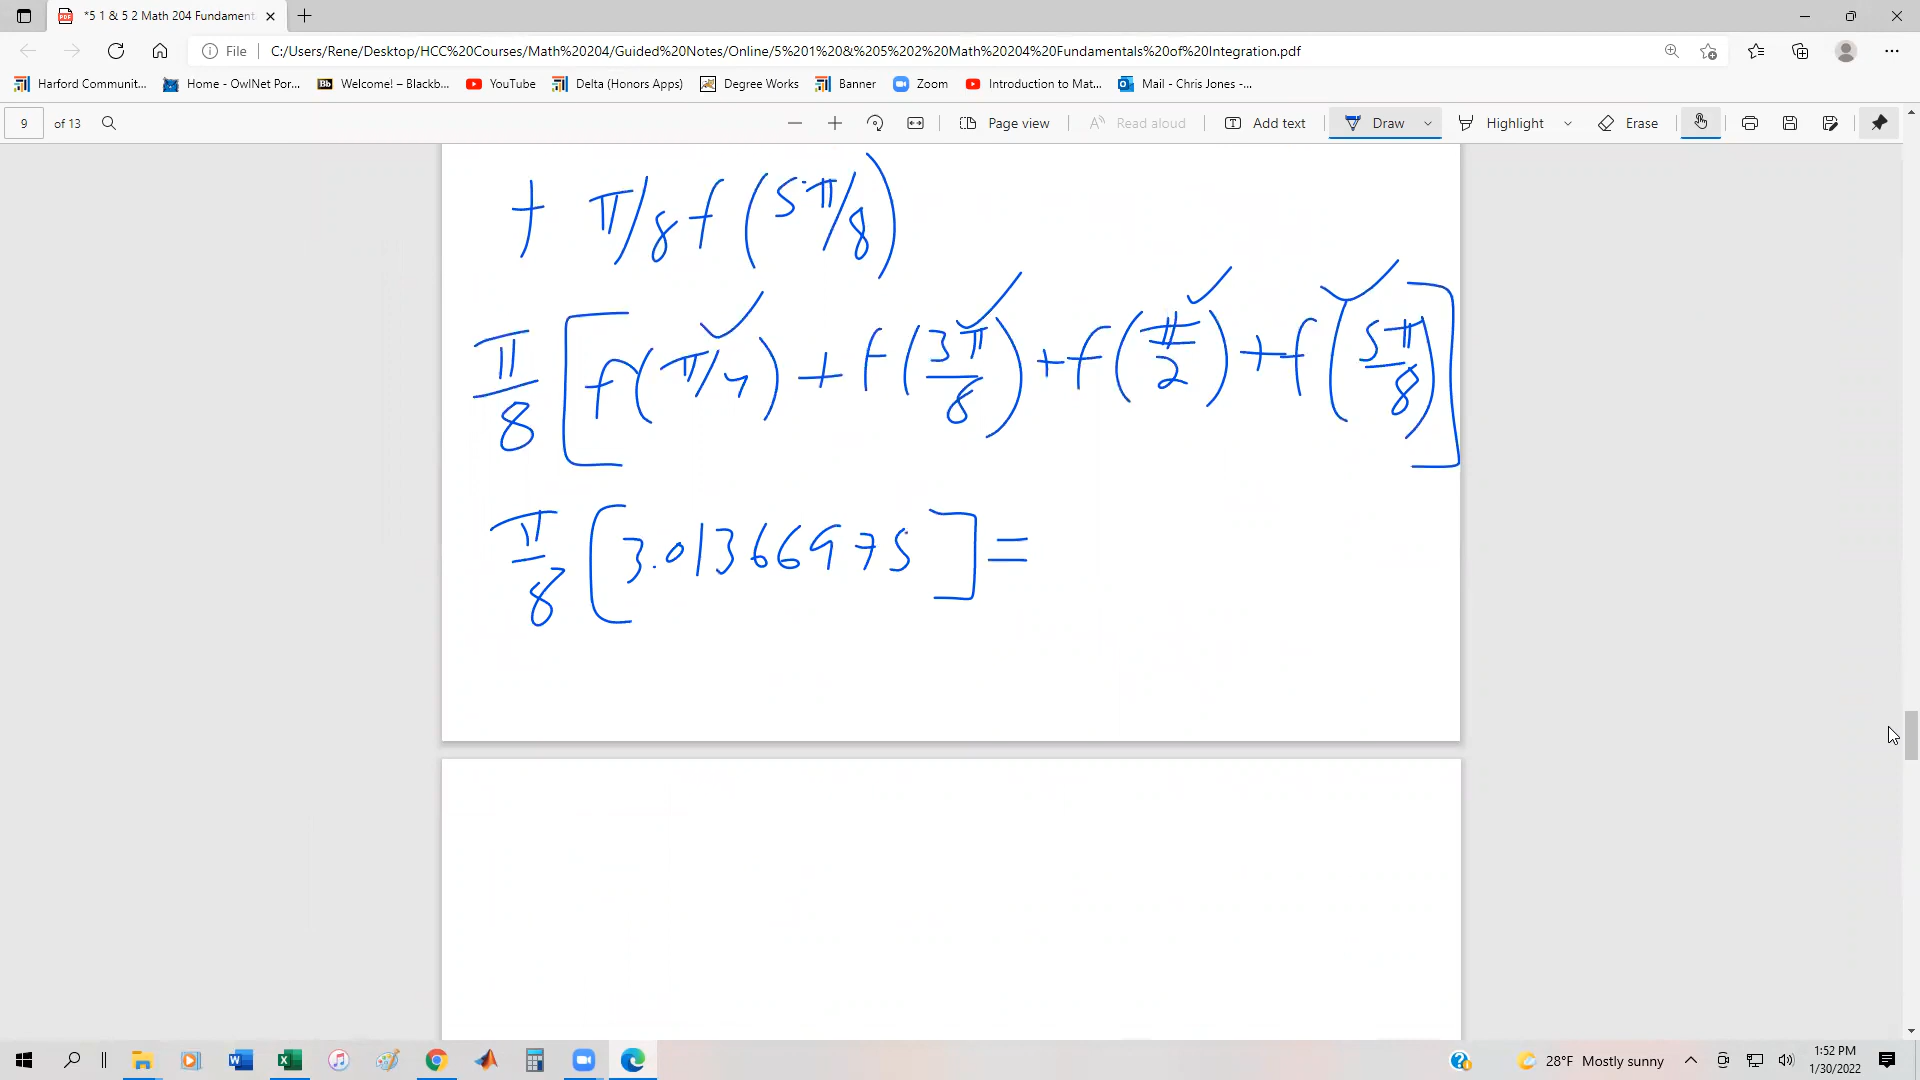 *5 1 & 5 2 Math 204 Fundament
File C:/Users/Rene/Desktop/HCC%20Courses/Math%20204/Guided%20Notes/Online/5%201%20&%205%202%20Math%20204%20Fundamentals%20of%20Integration.pdf
Harford Communit... Home - OwlNet Por... Bb Welcome! – Blackb... YouTube Delta (Honors Apps) Degree Works Banner Zoom Introduction to Mat... Mail - Chris Jones -...
9 of 13 Page view Read aloud Add text Draw Highlight Erase
+ π/8 f(5π/8)
π/8 [f(π/4) + f(3π/8) + f(π/2) + f(5π/8)]
π/8 [3.01366975] =
28°F Mostly sunny 1:52 PM
1/30/2022